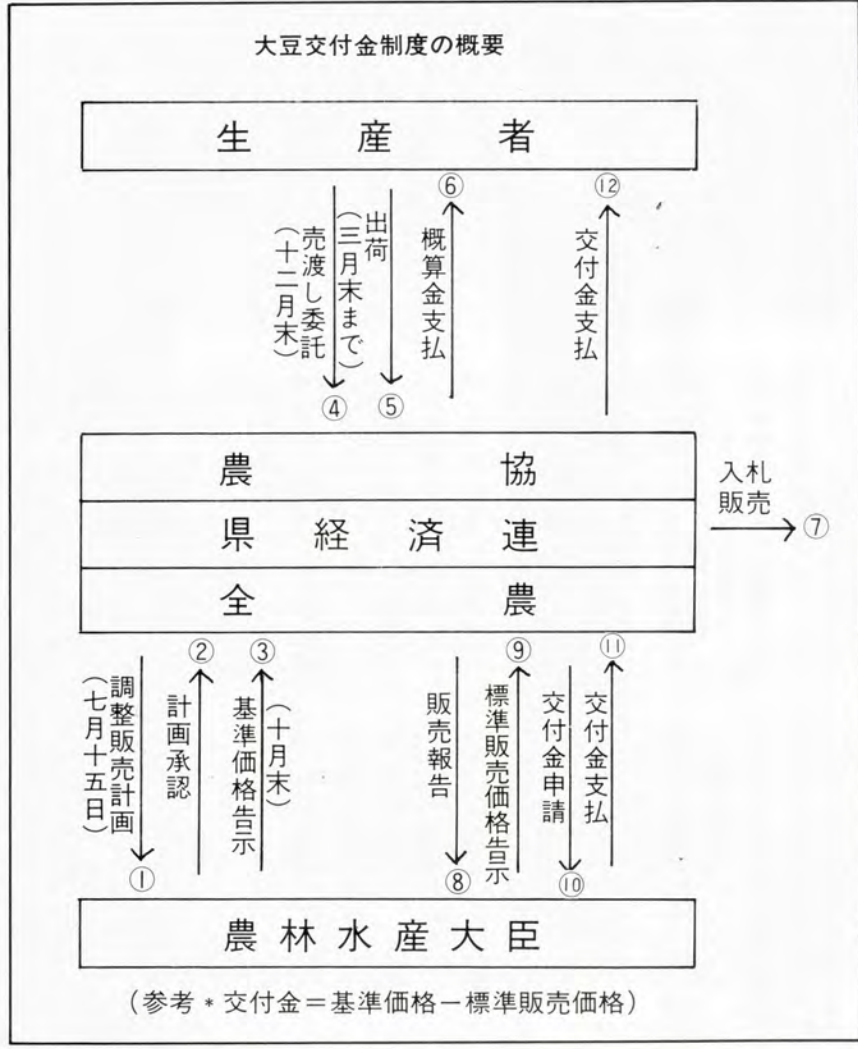 大豆交付金制度の概要
生産者
売渡し委託
(十二月末)
④
出荷
(三月末まで)
⑤
⑥
概算金支払
⑫
交付金支払
農協
県経済連
全農
入札
販売
⑦
調整販売計画
(七月十五日)
①
②
計画承認
③
基準価格告示
(十月末)
販売報告
⑧
⑨
標準販売価格告示
交付金申請
⑩
⑪
交付金支払
農林水産大臣
(参考*交付金=基準価格ー標準販売価格)